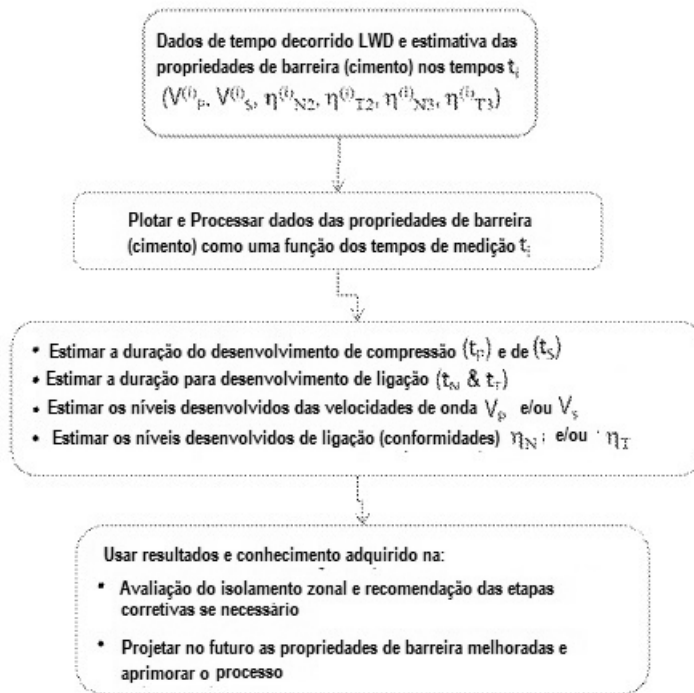 Dados de tempo decorrido LWD e estimativa das
propriedades de barreira (cimento) nos tempos tᵢ
(V⁽ⁱ⁾ₚ, V⁽ⁱ⁾ₛ, η⁽ⁱ⁾N2, η⁽ⁱ⁾T2, η⁽ⁱ⁾N3, η⁽ⁱ⁾T3)
Plotar e Processar dados das propriedades de barreira
(cimento) como uma função dos tempos de medição tᵢ
• Estimar a duração do desenvolvimento de compressão (tₚ) e de (tₛ)
• Estimar a duração para desenvolvimento de ligação (t_N & t_T)
• Estimar os níveis desenvolvidos das velocidades de onda Vₚ e/ou Vₛ
• Estimar os níveis desenvolvidos de ligação (conformidades) η_N ; e/ou η_T
Usar resultados e conhecimento adquirido na:
• Avaliação do isolamento zonal e recomendação das etapas
corretivas se necessário
• Projetar no futuro as propriedades de barreira melhoradas e
aprimorar o processo